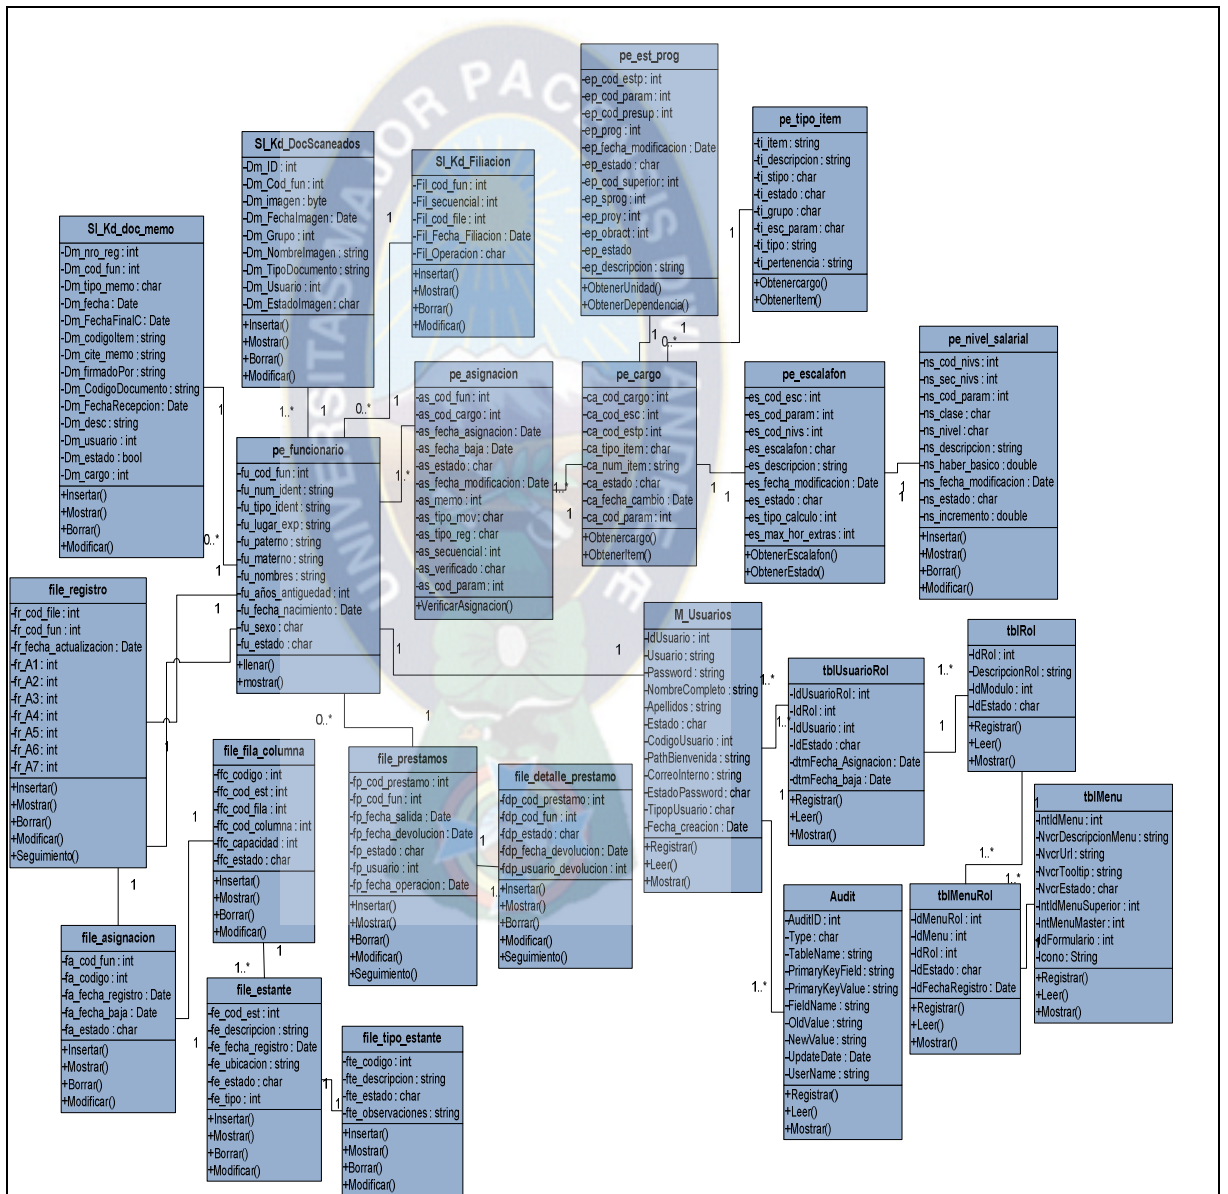 pe_est_prog
-ep_cod_estp : int
-ep_cod_param : int
-ep_cod_presup : int
-ep_prog : int
-ep_fecha_modificacion : Date
-ep_estado : char
-ep_cod_superior : int
-ep_sprog : int
-ep_proy : int
-ep_obract : int
-ep_estado
-ep_descripcion : string
+ObtenerUnidad()
+ObtenerDependencia()
pe_tipo_item
-ti_item : string
-ti_descripcion : string
-ti_stipo : char
-ti_estado : char
-ti_grupo : char
-ti_esc_param : char
-ti_tipo : string
-ti_pertenencia : string
+Obtenercargo()
+ObtenerItem()
SI_Kd_DocScaneados
-Dm_ID : int
-Dm_Cod_fun : int
-Dm_imagen : byte
-Dm_FechaImagen : Date
-Dm_Grupo : int
-Dm_NombreImagen : string
-Dm_TipoDocumento : string
-Dm_Usuario : int
-Dm_EstadoImagen : char
+Insertar()
+Mostrar()
+Borrar()
+Modificar()
SI_Kd_Filiacion
-Fil_cod_fun : int
-Fil_secuencial : int
-Fil_cod_file : int
-Fil_Fecha_Filiacion : Date
-Fil_Operacion : char
+Insertar()
+Mostrar()
+Borrar()
+Modificar()
SI_Kd_doc_memo
-Dm_nro_reg : int
-Dm_cod_fun : int
-Dm_tipo_memo : char
-Dm_fecha : Date
-Dm_FechaFinalC : Date
-Dm_codigoItem : string
-Dm_cite_memo : string
-Dm_firmadoPor : string
-Dm_CodigoDocumento : string
-Dm_FechaRecepcion : Date
-Dm_desc : string
-Dm_usuario : int
-Dm_estado : bool
-Dm_cargo : int
+Insertar()
+Mostrar()
+Borrar()
+Modificar()
pe_nivel_salarial
-ns_cod_nivs : int
-ns_sec_nivs : int
-ns_cod_param : int
-ns_clase : char
-ns_nivel : char
-ns_descripcion : string
-ns_haber_basico : double
-ns_fecha_modificacion : Date
-ns_estado : char
-ns_incremento : double
+Insertar()
+Mostrar()
+Borrar()
+Modificar()
pe_asignacion
-as_cod_fun : int
-as_cod_cargo : int
-as_fecha_asignacion : Date
-as_fecha_baja : Date
-as_estado : char
-as_fecha_modificacion : Date
-as_memo : int
-as_tipo_mov : char
-as_tipo_reg : char
-as_secuencial : int
-as_verificado : char
-as_cod_param : int
+VerificarAsignacion()
pe_cargo
-ca_cod_cargo : int
-ca_cod_esc : int
-ca_cod_estp : int
-ca_tipo_item : char
-ca_num_item : string
-ca_estado : char
-ca_fecha_cambio : Date
-ca_cod_param : int
+Obtenercargo()
+ObtenerItem()
pe_escalafon
-es_cod_esc : int
-es_cod_param : int
-es_cod_nivs : int
-es_escalafon : char
-es_descripcion : string
-es_fecha_modificacion : Date
-es_estado : char
-es_tipo_calculo : int
-es_max_hor_extras : int
+ObtenerEscalafon()
+ObtenerEstado()
pe_funcionario
-fu_cod_fun : int
-fu_num_ident : string
-fu_tipo_ident : string
-fu_lugar_exp : string
-fu_paterno : string
-fu_materno : string
-fu_nombres : string
-fu_años_antiguedad : int
-fu_fecha_nacimiento : Date
-fu_sexo : char
-fu_estado : char
+llenar()
+mostrar()
file_registro
-fr_cod_file : int
-fr_cod_fun : int
-fr_fecha_actualizacion : Date
-fr_A1 : int
-fr_A2 : int
-fr_A3 : int
-fr_A4 : int
-fr_A5 : int
-fr_A6 : int
-fr_A7 : int
+Insertar()
+Mostrar()
+Borrar()
+Modificar()
+Seguimiento()
M_Usuarios
-IdUsuario : int
-Usuario : string
-Password : string
-NombreCompleto : string
-Apellidos : string
-Estado : char
-CodigoUsuario : int
-PathBienvenida : string
-CorreoInterno : string
-EstadoPassword : char
-TipopUsuario : char
-Fecha_creacion : Date
+Registrar()
+Leer()
+Mostrar()
tblUsuarioRol
-IdUsuarioRol : int
-IdRol : int
-IdUsuario : int
-IdEstado : char
-dtmFecha_Asignacion : Date
-dtmFecha_baja : Date
+Registrar()
+Leer()
+Mostrar()
tblRol
-IdRol : int
-DescripcionRol : string
-IdModulo : int
-IdEstado : char
+Registrar()
+Leer()
+Mostrar()
file_fila_columna
-ffc_codigo : int
-ffc_cod_est : int
-ffc_cod_fila : int
-ffc_cod_columna : int
-ffc_capacidad : int
-ffc_estado : char
+Insertar()
+Mostrar()
+Borrar()
+Modificar()
file_prestamos
-fp_cod_prestamo : int
-fp_cod_fun : int
-fp_fecha_salida : Date
-fp_fecha_devolucion : Date
-fp_estado : char
-fp_usuario : int
-fp_fecha_operacion : Date
+Insertar()
+Mostrar()
+Borrar()
+Modificar()
+Seguimiento()
file_detalle_prestamo
-fdp_cod_prestamo : int
-fdp_cod_fun : int
-fdp_estado : char
-fdp_fecha_devolucion : Date
-fdp_usuario_devolucion : int
+Insertar()
+Mostrar()
+Borrar()
+Modificar()
+Seguimiento()
tblMenu
-IntIdMenu : int
-NvcrDescripcionMenu : string
-NvcrUrl : string
-NvcrTooltip : string
-NvcrEstado : char
-IntIdMenuSuperior : int
-IntMenuMaster : int
-IdFormulario : int
-Icono : String
+Registrar()
+Leer()
+Mostrar()
tblMenuRol
-IdMenuRol : int
-IdMenu : int
-IdRol : int
-IdEstado : char
-IdFechaRegistro : Date
+Registrar()
+Leer()
+Mostrar()
Audit
-AuditID : int
-Type : char
-TableName : string
-PrimaryKeyField : string
-PrimaryKeyValue : string
-FieldName : string
-OldValue : string
-NewValue : string
-UpdateDate : Date
-UserName : string
+Registrar()
+Leer()
+Mostrar()
file_asignacion
-fa_cod_fun : int
-fa_codigo : int
-fa_fecha_registro : Date
-fa_fecha_baja : Date
-fa_estado : char
+Insertar()
+Mostrar()
+Borrar()
+Modificar()
file_estante
-fe_cod_est : int
-fe_descripcion : string
-fe_fecha_registro : Date
-fe_ubicacion : string
-fe_estado : char
-fe_tipo : int
+Insertar()
+Mostrar()
+Borrar()
+Modificar()
file_tipo_estante
-fte_codigo : int
-fte_descripcion : string
-fte_estado : char
-fte_observaciones : string
+Insertar()
+Mostrar()
+Borrar()
+Modificar()